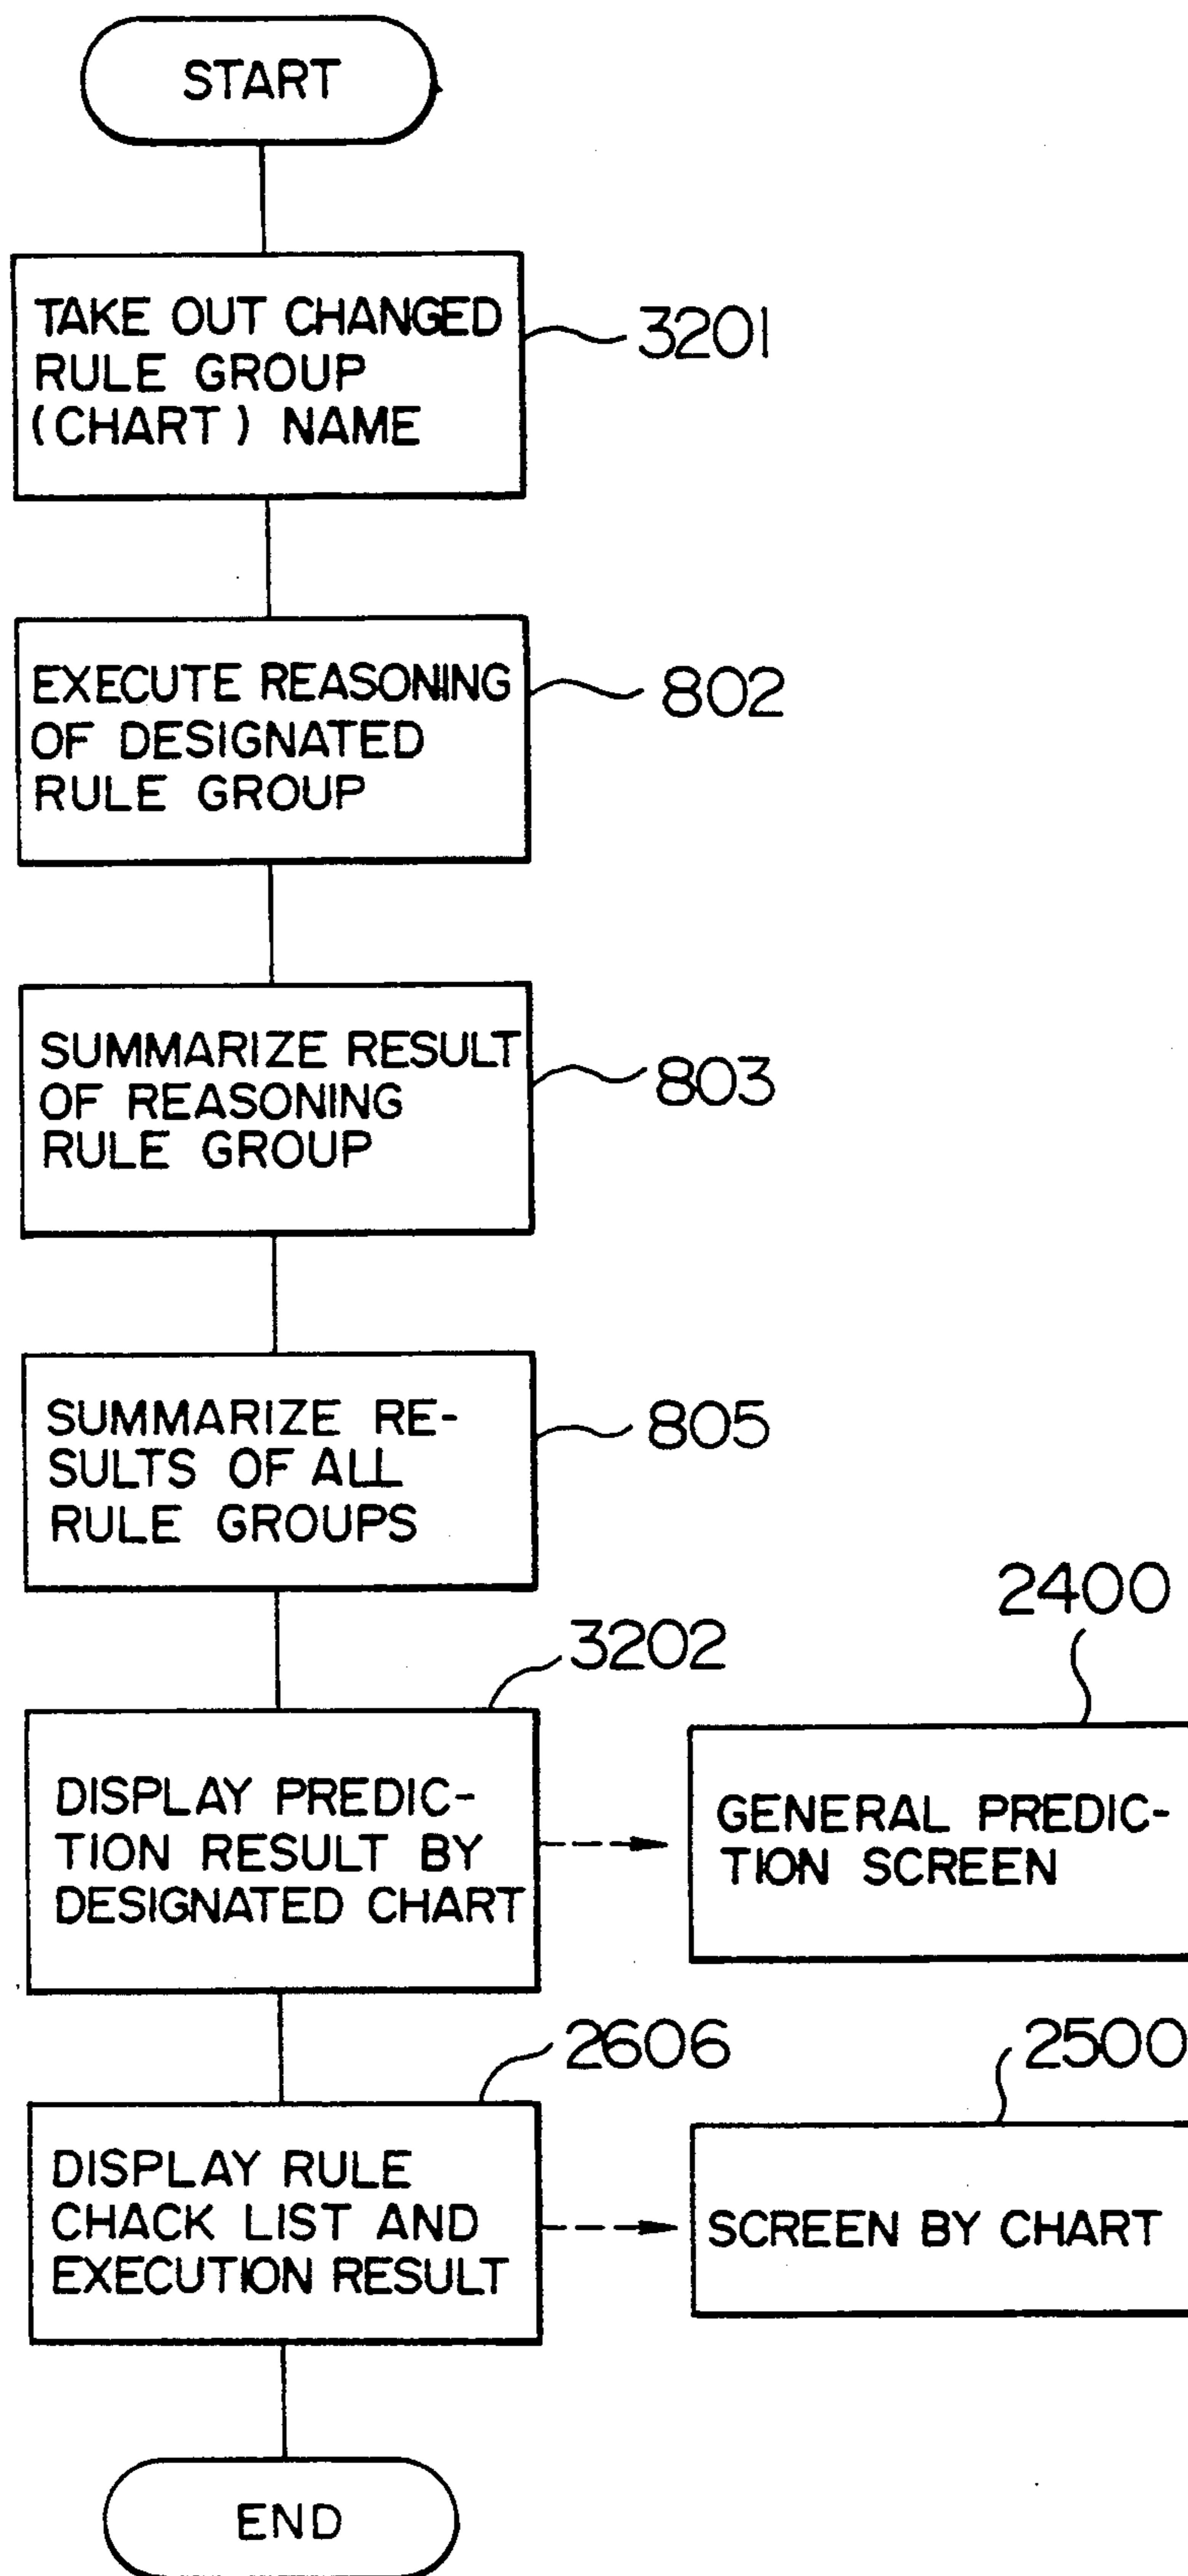 START
TAKE OUT CHANGED
RULE GROUP
(CHART) NAME
3201
EXECUTE REASONING
OF DESIGNATED
RULE GROUP
802
SUMMARIZE RESULT
OF REASONING
RULE GROUP
803
SUMMARIZE RE-
SULTS OF ALL
RULE GROUPS
805
3202
DISPLAY PREDIC-
TION RESULT BY
DESIGNATED CHART
2400
GENERAL PREDIC-
TION SCREEN
2606
DISPLAY RULE
CHACK LIST AND
EXECUTION RESULT
2500
SCREEN BY CHART
END